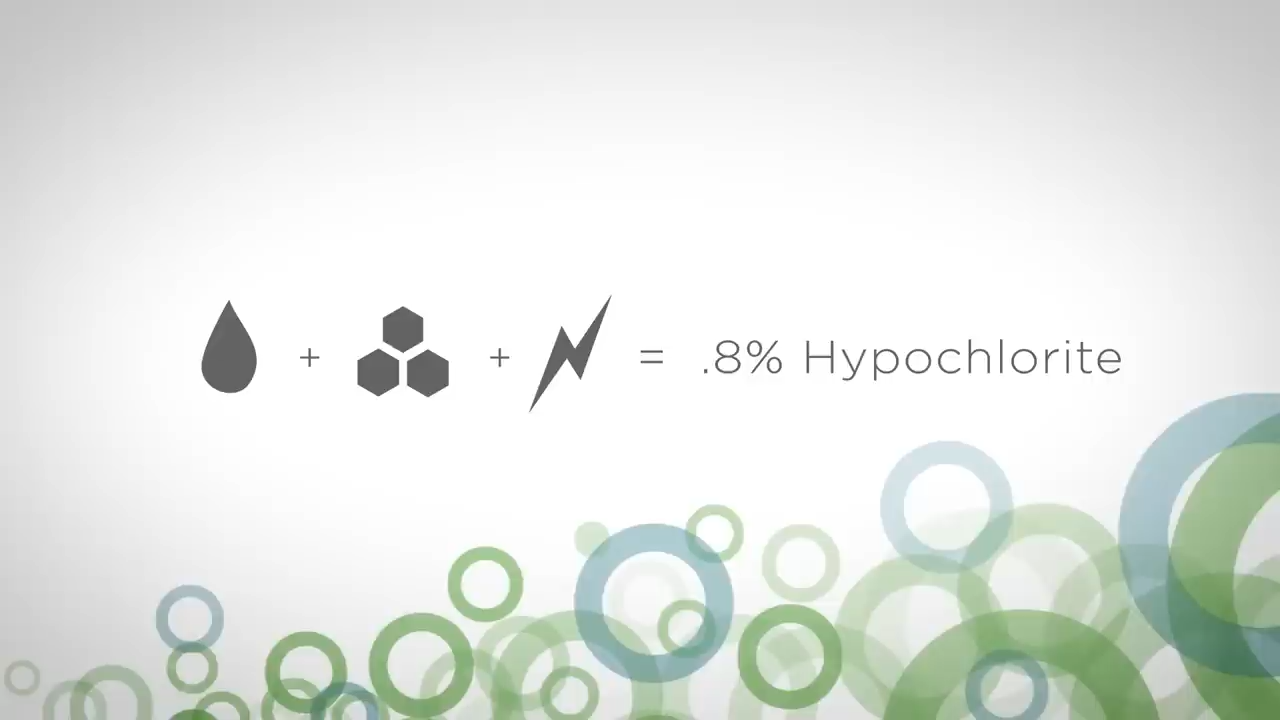 + + = .8% Hypochlorite